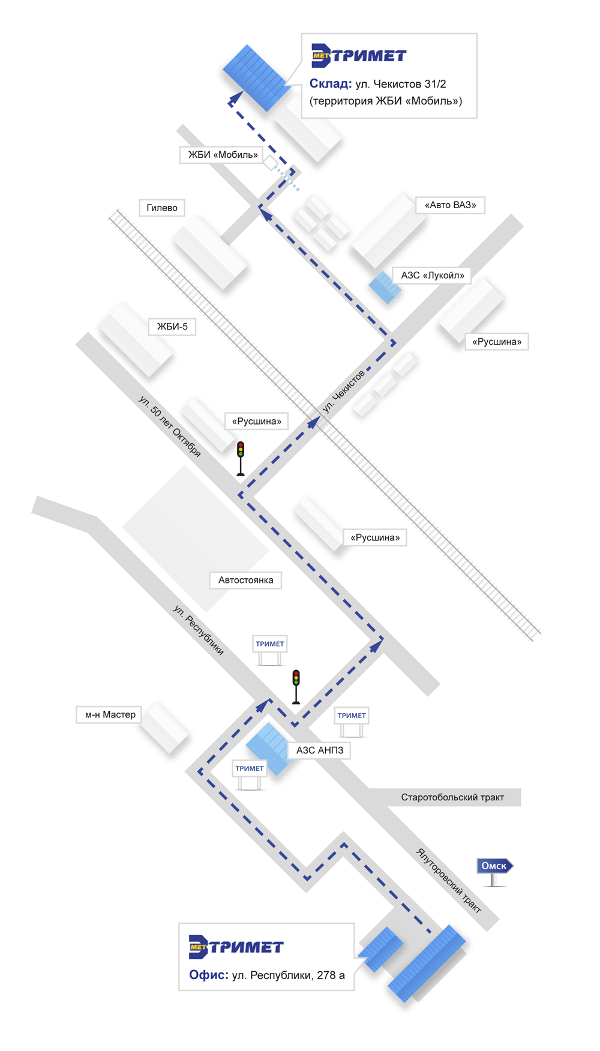 МЕТ ТРИМЕТ
Склад: ул. Чекистов 31/2
(территория ЖБИ «Мобиль»)
ЖБИ «Мобиль»
Гилево
«Авто ВАЗ»
АЗС «Лукойл»
«Русшина»
ЖБИ-5
ул. Чекистов
ул. 50 лет Октября
«Русшина»
«Русшина»
Автостоянка
ул. Республики
ТРИМЕТ
м-н Мастер
ТРИМЕТ
АЗС АНПЗ
ТРИМЕТ
Старотобольский тракт
Ялуторовский тракт
Омск
МЕТ ТРИМЕТ
Офис: ул. Республики, 278 а